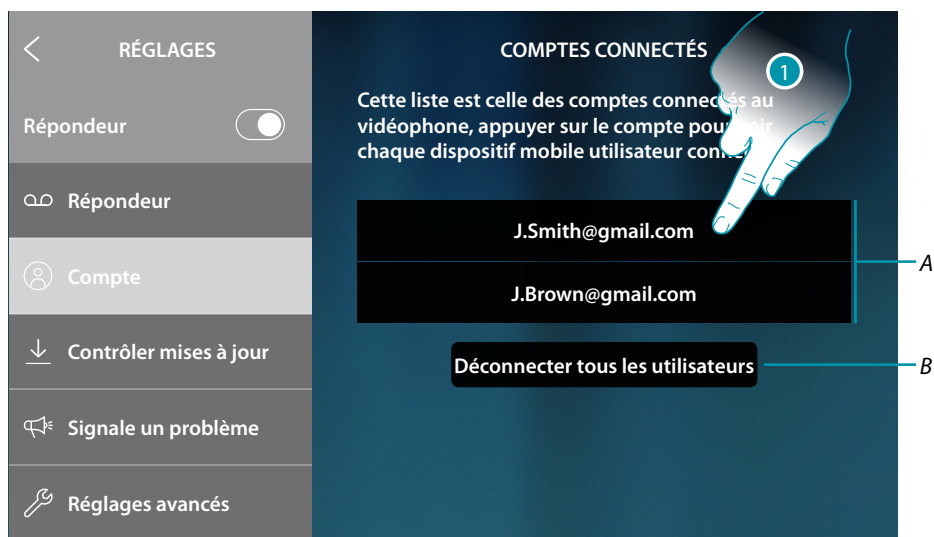 RÉGLAGES
Répondeur
Répondeur
Compte
Contrôler mises à jour
Signale un problème
Réglages avancés
COMPTES CONNECTÉS
1
Cette liste est celle des comptes connectés au
vidéophone, appuyer sur le compte pour voir
chaque dispositif mobile utilisateur
J.Smith@gmail.com
J.Brown@gmail.com
A
Déconnecter tous les utilisateurs
B